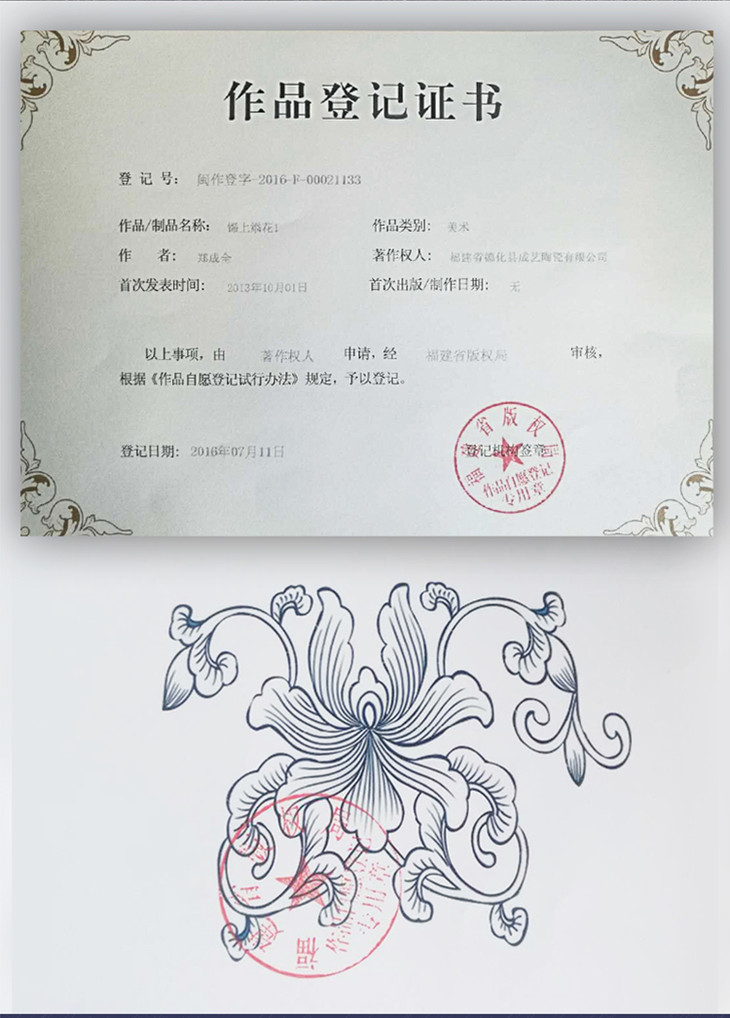 作品登记证书
登 记 号： 闽作登字-2016-F-00021133
作品/制品名称： 锦上添花1 作品类别： 美术
作 者： 郑成全 著作权人： 福建省德化县成艺陶瓷有限公司
首次发表时间： 2013年10月01日 首次出版/制作日期： 无
以上事项，由 著作权人 申请，经 福建省版权局 审核，
根据《作品自愿登记试行办法》规定，予以登记。
登记日期： 2016年07月11日 登记机构签章
福建省版权局
作品自愿登记
专用章